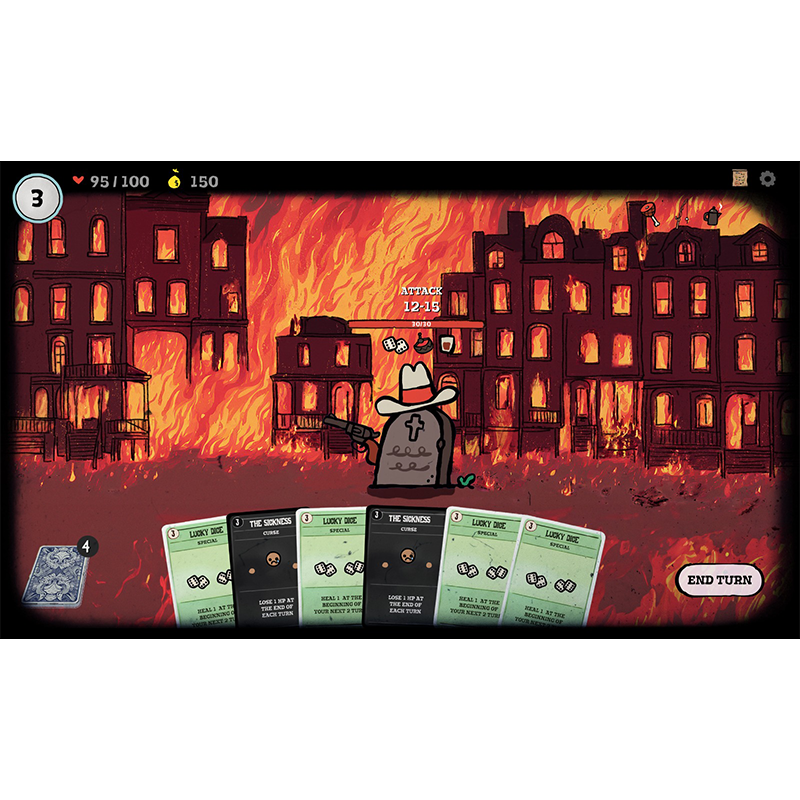 3
95/100
150
ATTACK
12-15
30/30
3
LUCKY DICE
SPECIAL
HEAL 1 AT THE
BEGINNING OF
YOUR NEXT 2
3
THE SICKNESS
CURSE
LOSE 1 HP AT
THE END OF
EACH TURN
3
LUCKY DICE
SPECIAL
HEAL 1 AT THE
BEGINNING OF
YOUR NEXT 2
3
THE SICKNESS
CURSE
LOSE 1 HP AT
THE END OF
EACH TURN
3
LUCKY DICE
SPECIAL
HEAL 1 AT THE
BEGINNING OF
YOUR NEXT 2
3
LUCKY DICE
SPECIAL
HEAL 1 AT THE
BEGINNING OF
YOUR NEXT 2
4
END TURN